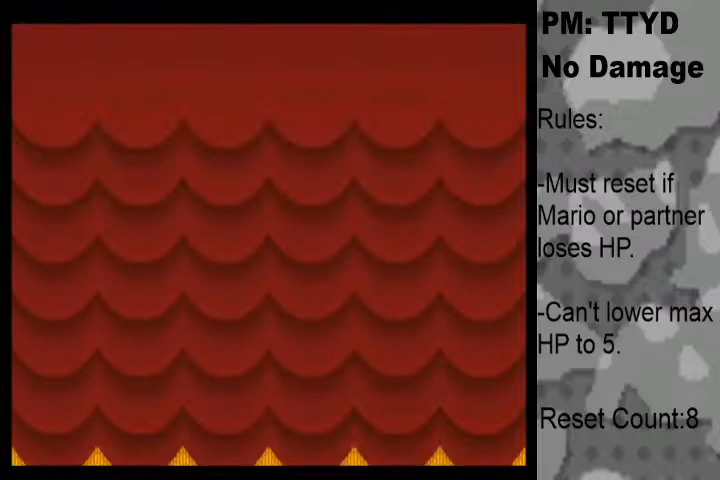 PM: TTYD
No Damage
Rules:
-Must reset if
Mario or partner
loses HP.
-Can't lower max
HP to 5.
Reset Count:8